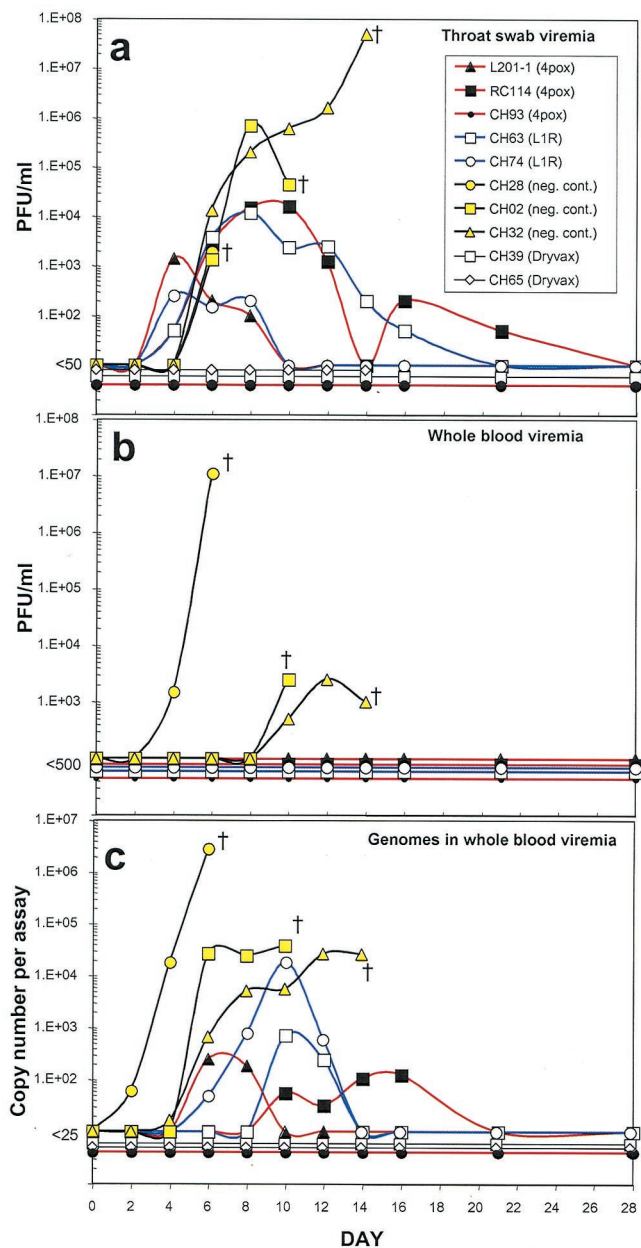 a
Throat swab viremia
1.E+08
1.E+07
1.E+06
1.E+05
1.E+04
1.E+03
1.E+02
<50
PFU/ml
L201-1 (4pox)
RC114 (4pox)
CH93 (4pox)
CH63 (L1R)
CH74 (L1R)
CH28 (neg. cont.)
CH02 (neg. cont.)
CH32 (neg. cont.)
CH39 (Dryvax)
CH65 (Dryvax)
†
†
†
b
Whole blood viremia
1.E+08
1.E+07
1.E+06
1.E+05
1.E+04
1.E+03
<500
PFU/ml
†
†
†
c
Genomes in whole blood viremia
1.E+07
1.E+06
1.E+05
1.E+04
1.E+03
1.E+02
<25
Copy number per assay
†
†
†
0 2 4 6 8 10 12 14 16 18 20 22 24 26 28
DAY